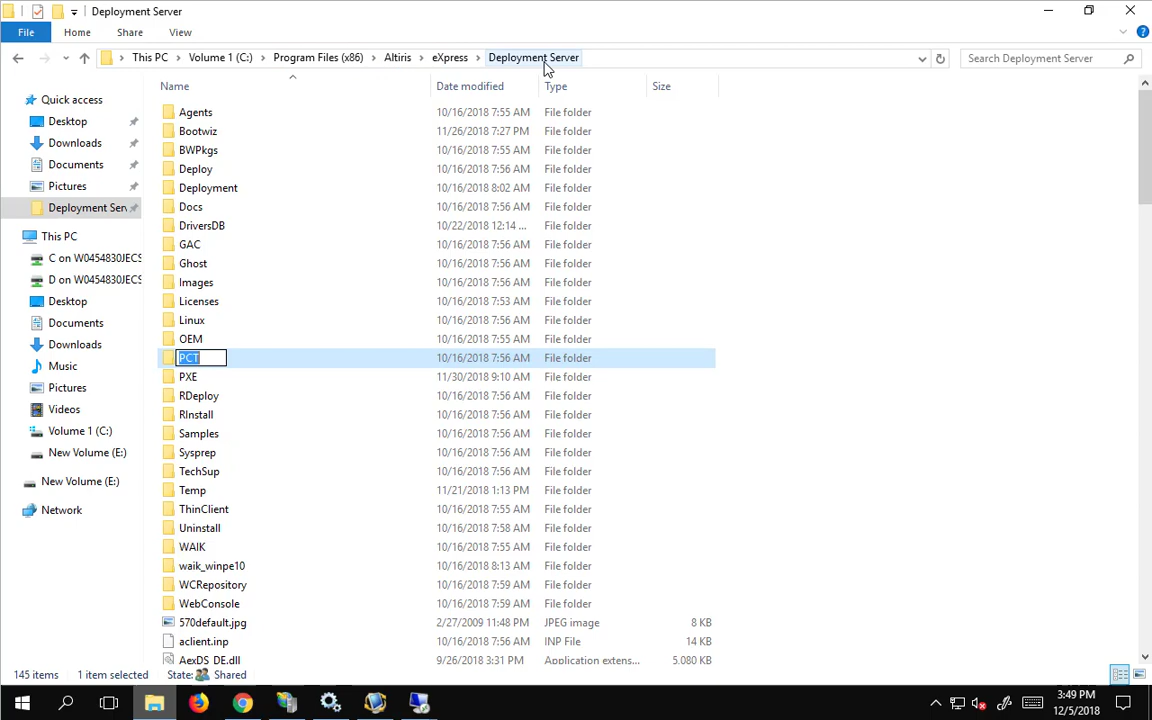 Deployment Server
File Home Share View
This PC Volume 1 (C:) Program Files (x86) Altiris eXpress Deployment Server Search Deployment Server
Name Date modified Type Size
Quick access
Desktop
Downloads
Documents
Pictures
Deployment Serv
This PC
C on W0454830JECS
D on W0454830JECS
Desktop
Documents
Downloads
Music
Pictures
Videos
Volume 1 (C:)
New Volume (E:)
New Volume (E:)
Network
Agents 10/16/2018 7:55 AM File folder
Bootwiz 11/26/2018 7:27 PM File folder
BWPkgs 10/16/2018 7:55 AM File folder
Deploy 10/16/2018 7:56 AM File folder
Deployment 10/16/2018 8:02 AM File folder
Docs 10/16/2018 7:56 AM File folder
DriversDB 10/22/2018 12:14 ... File folder
GAC 10/16/2018 7:56 AM File folder
Ghost 10/16/2018 7:56 AM File folder
Images 10/16/2018 7:56 AM File folder
Licenses 10/16/2018 7:53 AM File folder
Linux 10/16/2018 7:56 AM File folder
OEM 10/16/2018 7:55 AM File folder
PCT 10/16/2018 7:56 AM File folder
PXE 11/30/2018 9:10 AM File folder
RDeploy 10/16/2018 7:56 AM File folder
RInstall 10/16/2018 7:56 AM File folder
Samples 10/16/2018 7:56 AM File folder
Sysprep 10/16/2018 7:56 AM File folder
TechSup 10/16/2018 7:56 AM File folder
Temp 11/21/2018 1:13 PM File folder
ThinClient 10/16/2018 7:55 AM File folder
Uninstall 10/16/2018 7:58 AM File folder
WAIK 10/16/2018 7:55 AM File folder
waik_winpe10 10/16/2018 8:13 AM File folder
WCRepository 10/16/2018 7:59 AM File folder
WebConsole 10/16/2018 7:59 AM File folder
570default.jpg 2/27/2009 11:48 PM JPEG image 8 KB
aclient.inp 10/16/2018 7:56 AM INP File 14 KB
AexDS_DE.dll 9/26/2018 3:31 PM Application extens... 5.080 KB
145 items 1 item selected State: Shared
3:49 PM
12/5/2018